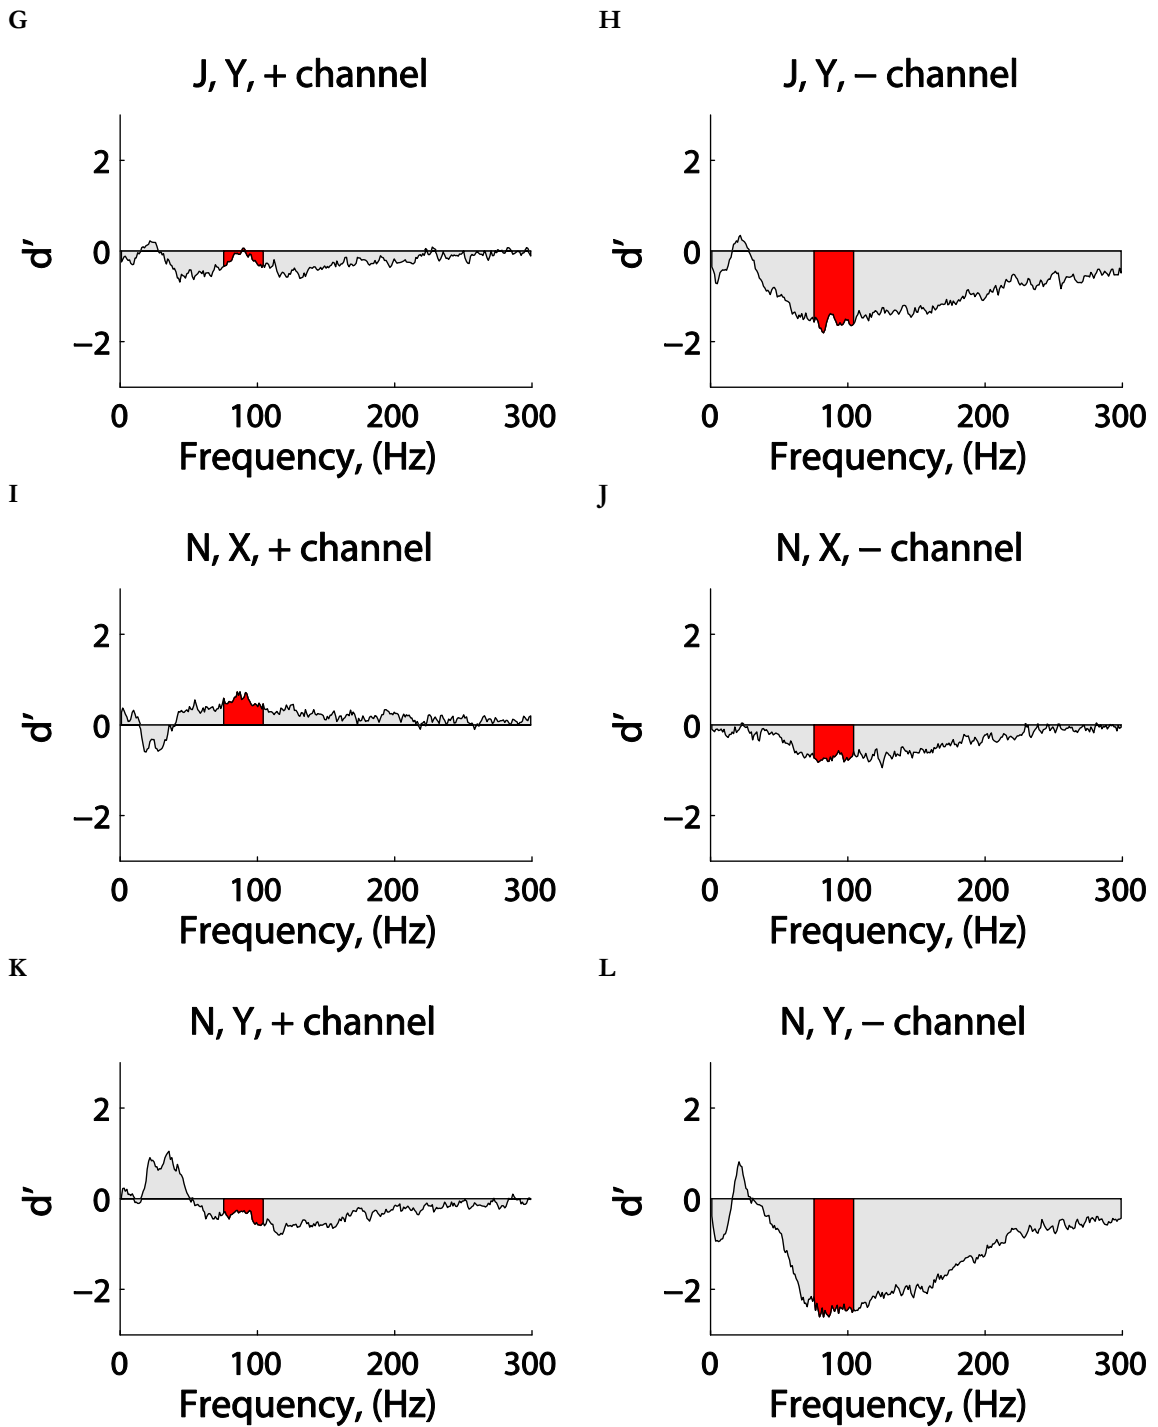 G
J, Y, + channel
2
0
−2
d'
0 100 200 300
Frequency, (Hz)
H
J, Y, − channel
2
0
−2
d'
0 100 200 300
Frequency, (Hz)
I
N, X, + channel
2
0
−2
d'
0 100 200 300
Frequency, (Hz)
J
N, X, − channel
2
0
−2
d'
0 100 200 300
Frequency, (Hz)
K
N, Y, + channel
2
0
−2
d'
0 100 200 300
Frequency, (Hz)
L
N, Y, − channel
2
0
−2
d'
0 100 200 300
Frequency, (Hz)